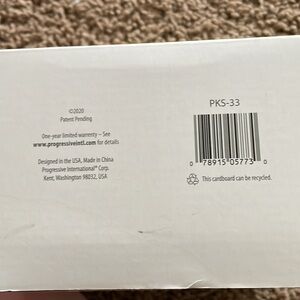 ©2020
Patent Pending
One-year limited warranty – See
www.progressiveintl.com for details
Designed in the USA, Made in China
Progressive International® Corp.
Kent, Washington 98032, USA
PKS-33
0 78915 05773 0
This cardboard can be recycled.